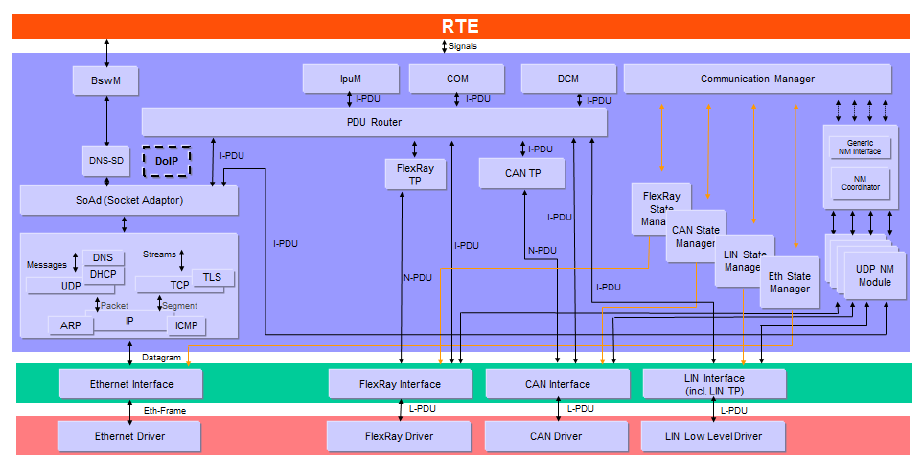 RTE
Signals
BswM
IpuM
COM
DCM
Communication Manager
I-PDU
I-PDU
I-PDU
PDU Router
Generic
NM Interface
NM
Coordinator
DNS-SD
DoIP
I-PDU
FlexRay
TP
I-PDU
CAN TP
SoAd (Socket Adaptor)
FlexRay
State
Manager
CAN State
Manager
LIN State
Manager
Eth State
Manager
UDP NM
Module
I-PDU
I-PDU
I-PDU
N-PDU
N-PDU
I-PDU
Messages
DNS
DHCP
UDP
Streams
TLS
TCP
Packet
Segment
ARP
IP
ICMP
Datagram
Ethernet Interface
FlexRay Interface
CAN Interface
LIN Interface
(incl. LIN TP)
Eth-Frame
L-PDU
L-PDU
L-PDU
Ethernet Driver
FlexRay Driver
CAN Driver
LIN Low Level Driver